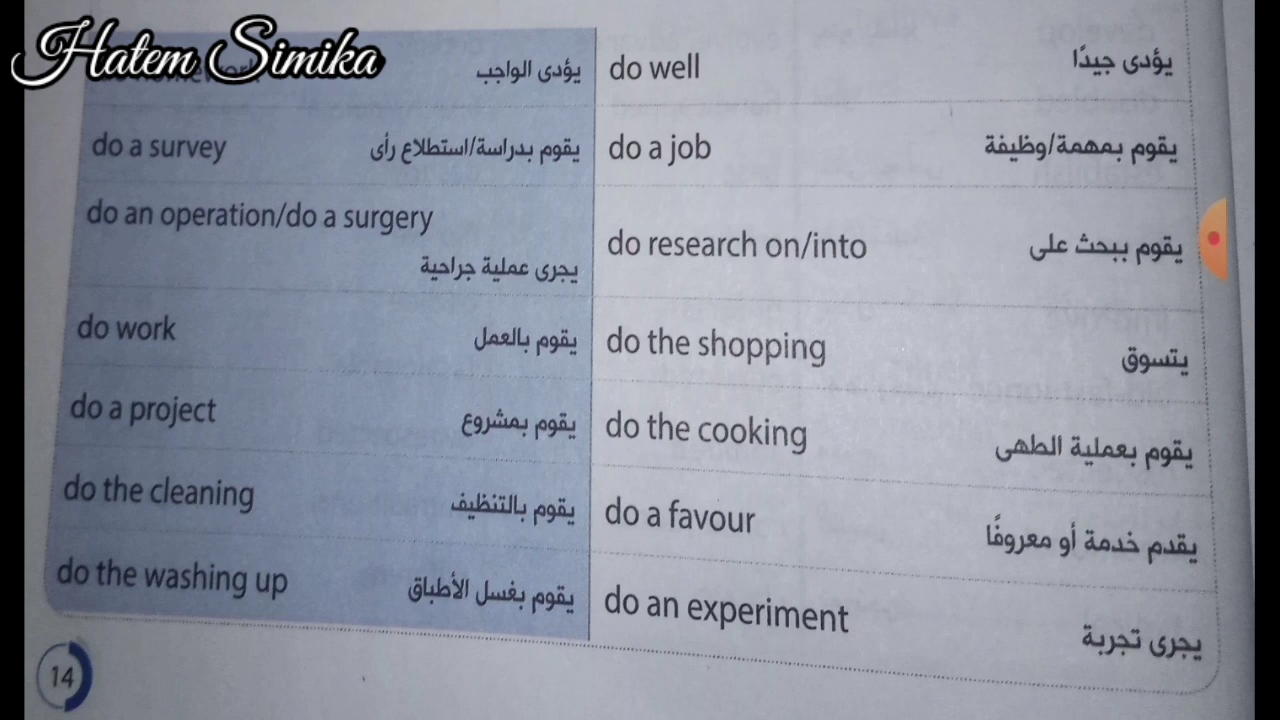 Hatem Simika
يؤدى الواجب
do well يؤدى جيدًا
do a survey يقوم بدراسة/استطلاع رأى
do a job يقوم بمهمة/وظيفة
do an operation/do a surgery
يجرى عملية جراحية
do research on/into يقوم ببحث على
do work يقوم بالعمل
do the shopping يتسوق
do a project يقوم بمشروع
do the cooking يقوم بعملية الطهى
do the cleaning يقوم بالتنظيف
do a favour يقدم خدمة أو معروفًا
do the washing up يقوم بغسل الأطباق
do an experiment يجرى تجربة
14